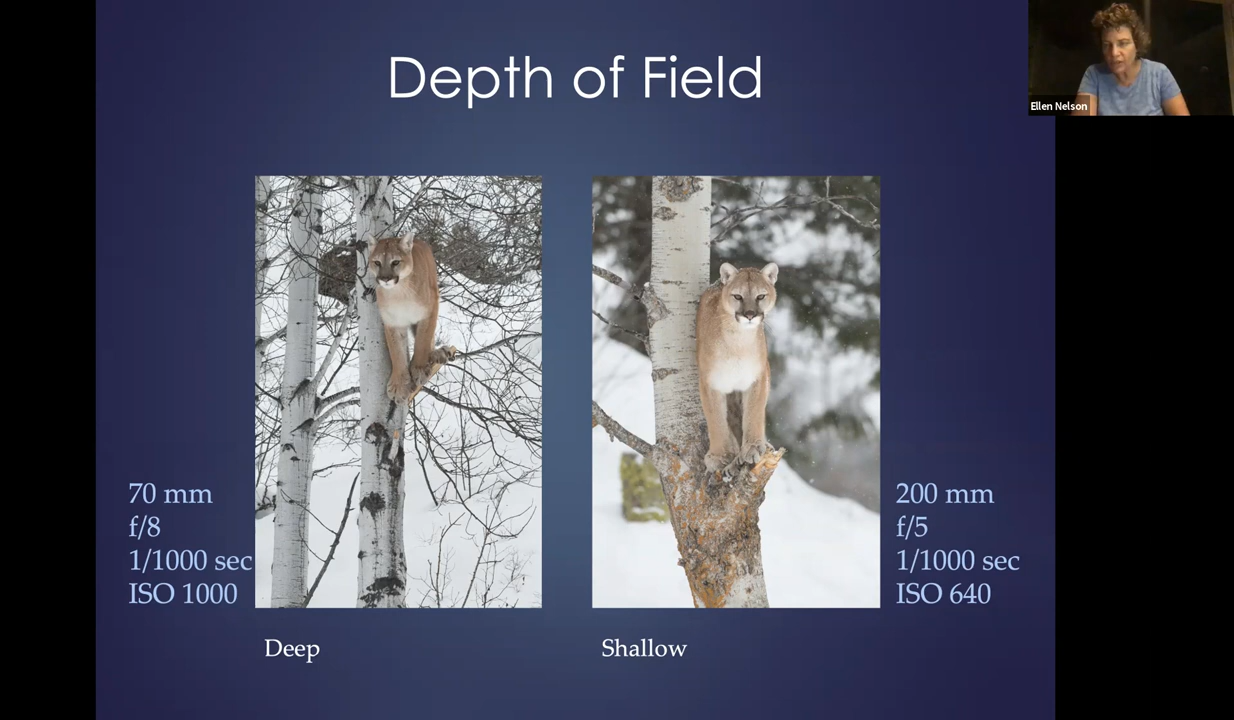 Depth of Field
Ellen Nelson
70 mm
f/8
1/1000 sec
ISO 1000
200 mm
f/5
1/1000 sec
ISO 640
Deep
Shallow